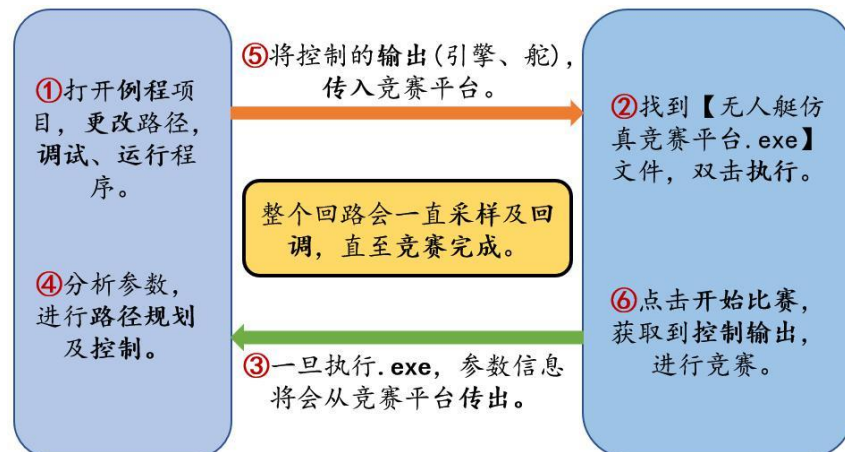 ①打开例程项
目，更改路径，
调试、运行程
序。
②找到【无人艇仿
真竞赛平台.exe】
文件，双击执行。
③一旦执行.exe，参数信息
将会从竞赛平台传出。
④分析参数，
进行路径规划
及控制。
⑤将控制的输出(引擎、舵)，
传入竞赛平台。
⑥点击开始比赛，
获取到控制输出，
进行竞赛。
整个回路会一直采样及回
调，直至竞赛完成。